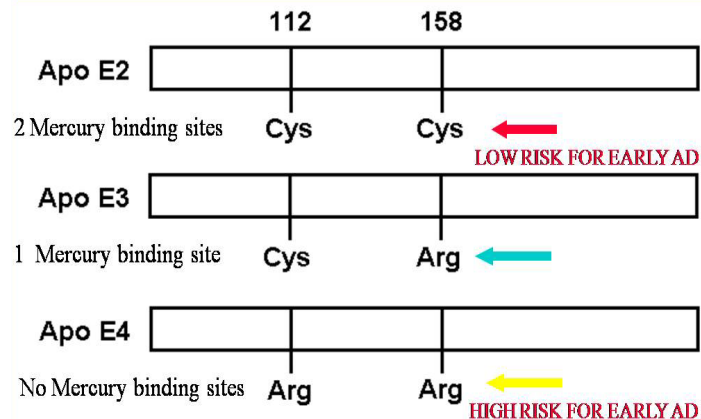 112 158
Apo E2
2 Mercury binding sites Cys Cys
LOW RISK FOR EARLY AD
Apo E3
1 Mercury binding site Cys Arg
Apo E4
No Mercury binding sites Arg Arg
HIGH RISK FOR EARLY AD